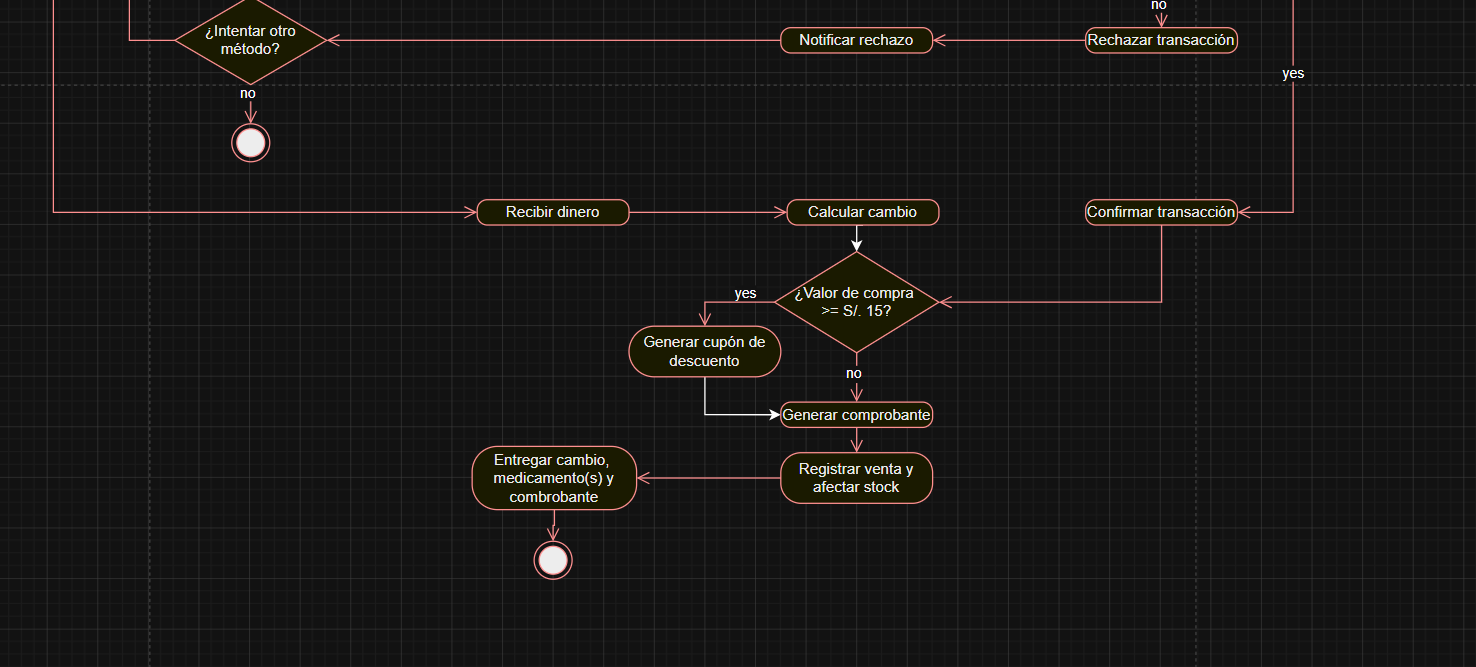 no
¿Intentar otro
método?
Notificar rechazo
Rechazar transacción
yes
no
Recibir dinero
Calcular cambio
Confirmar transacción
yes
¿Valor de compra
>= S/. 15?
Generar cupón de
descuento
no
Generar comprobante
Entregar cambio,
medicamento(s) y
combrobante
Registrar venta y
afectar stock